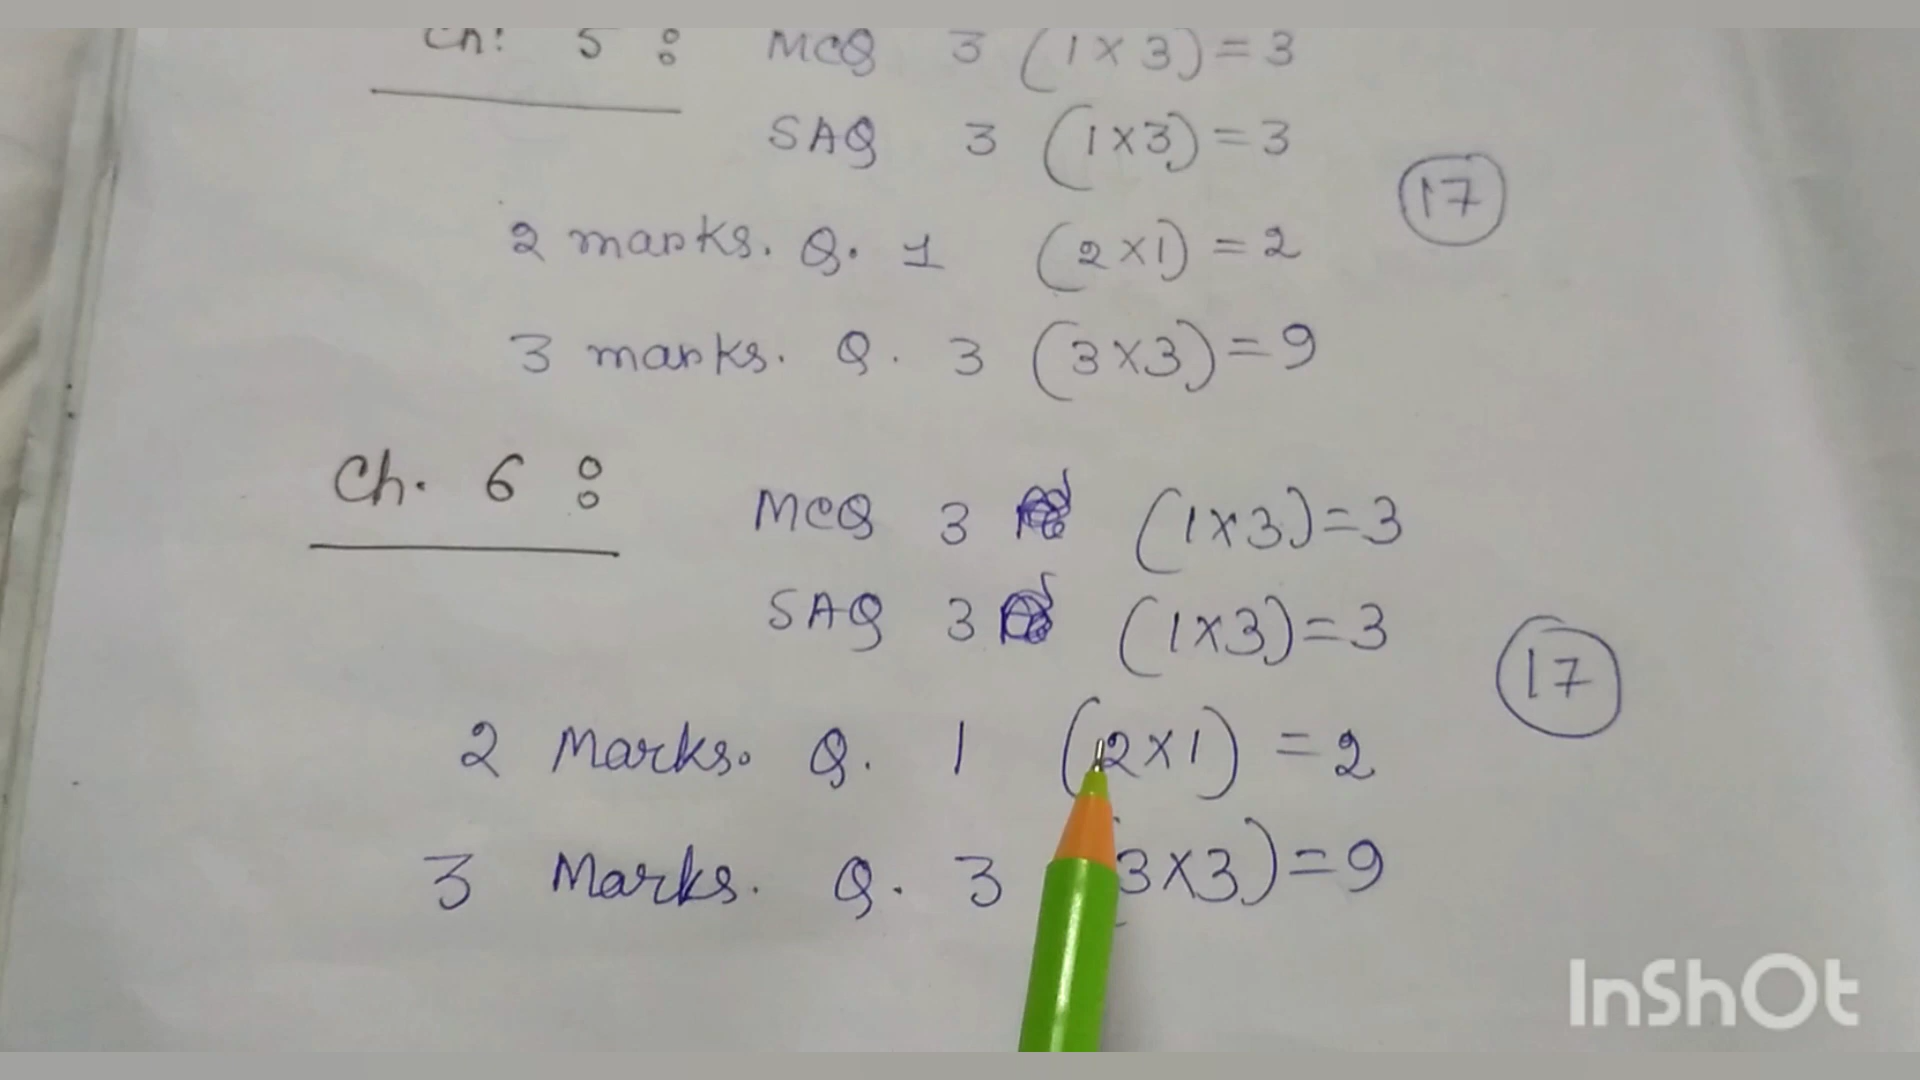 Ch: 5 : MCQ 3 (1×3)=3
SAQ 3 (1×3)=3
17
2 marks. Q. 1 (2×1)=2
3 marks. Q. 3 (3×3)=9
Ch. 6 : MCQ 3 (1×3)=3
SAQ 3 (1×3)=3
17
2 Marks. Q. 1 (2×1) = 2
3 Marks. Q. 3 (3×3)=9
InShOt